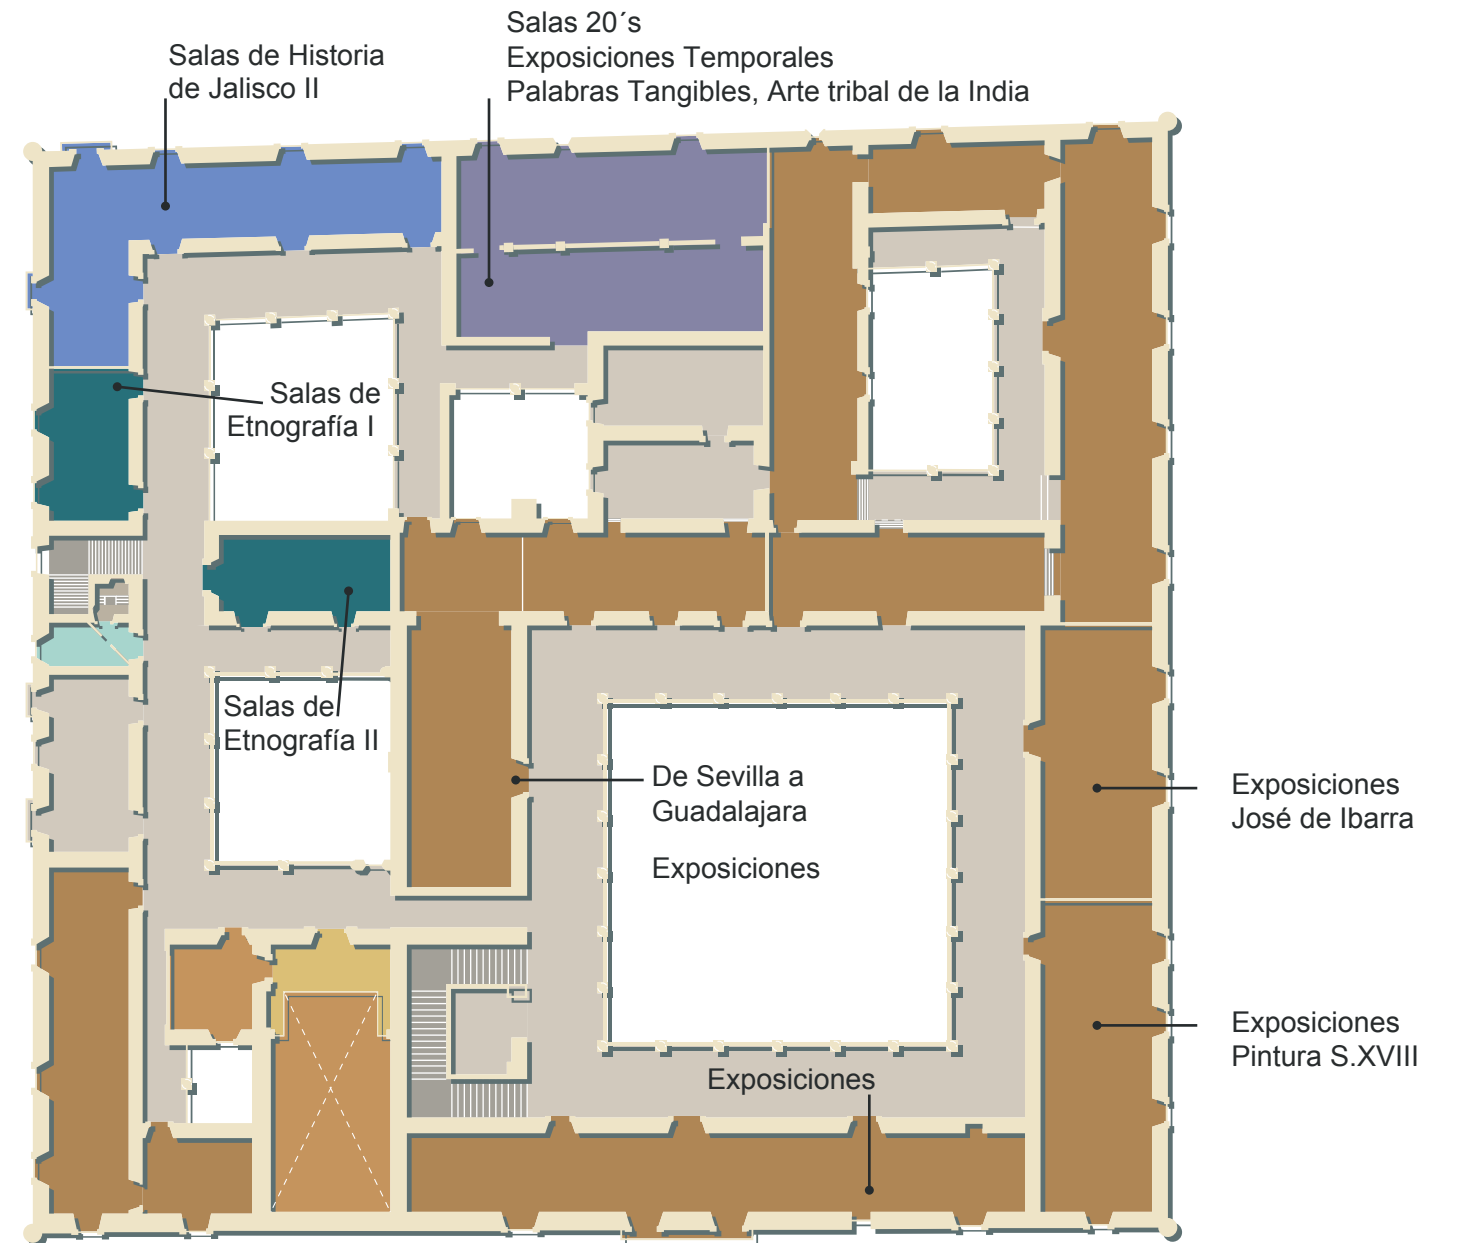 Salas 20´s
Exposiciones Temporales
Palabras Tangibles, Arte tribal de la India
Salas de Historia
de Jalisco II
Salas de
Etnografía I
Salas de
Etnografía II
De Sevilla a
Guadalajara
Exposiciones
Exposiciones
José de Ibarra
Exposiciones
Pintura S.XVIII
Exposiciones